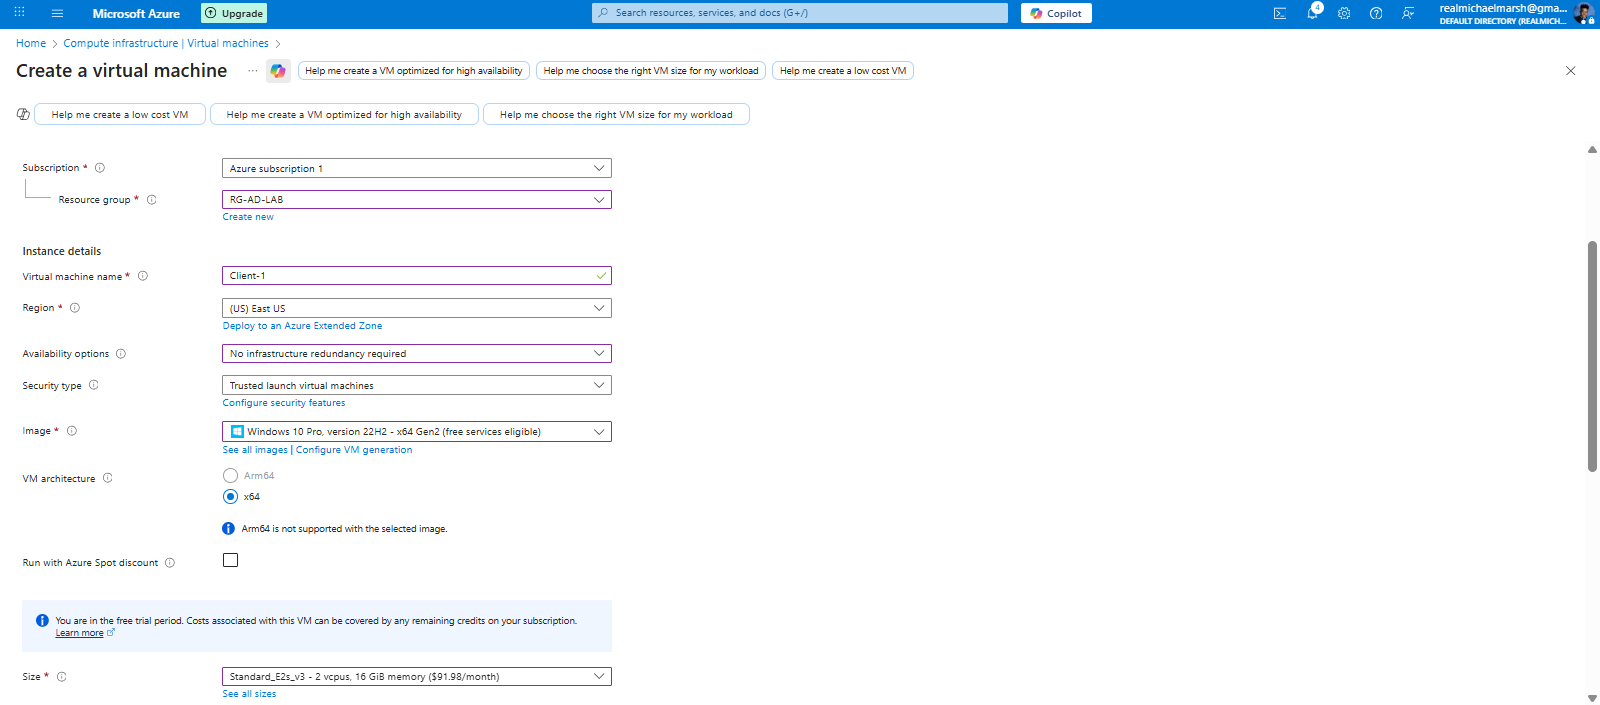 Microsoft Azure
Upgrade
Search resources, services, and docs (G+/)
Copilot
4
realmichaelmarsh@gma...
DEFAULT DIRECTORY (REALMICH...
Home > Compute infrastructure | Virtual machines >
Create a virtual machine ...
Help me create a VM optimized for high availability
Help me choose the right VM size for my workload
Help me create a low cost VM
Help me create a low cost VM
Help me create a VM optimized for high availability
Help me choose the right VM size for my workload
Subscription * Azure subscription 1
Resource group * RG-AD-LAB
Create new
Instance details
Virtual machine name * Client-1
Region * (US) East US
Deploy to an Azure Extended Zone
Availability options No infrastructure redundancy required
Security type Trusted launch virtual machines
Configure security features
Image * Windows 10 Pro, version 22H2 - x64 Gen2 (free services eligible)
See all images | Configure VM generation
VM architecture Arm64
x64
Arm64 is not supported with the selected image.
Run with Azure Spot discount
You are in the free trial period. Costs associated with this VM can be covered by any remaining credits on your subscription.
Learn more
Size * Standard_E2s_v3 - 2 vcpus, 16 GiB memory ($91.98/month)
See all sizes